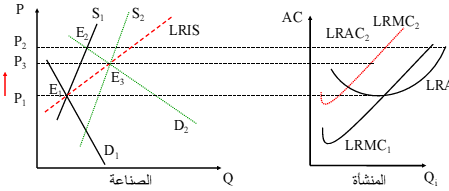 P
S₁
S₂
LRIS
E₂
P₂
P₃
E₃
P₁
E₁
D₂
D₁
Q
الصناعة
AC
LRMC₂
LRAC₂
LRA
LRMC₁
Qᵢ
المنشأة